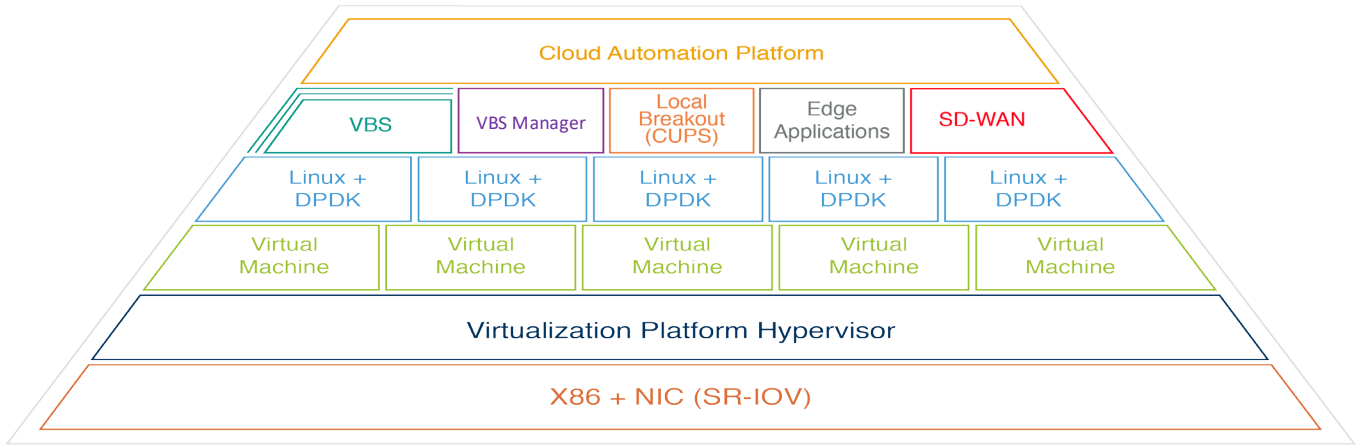 Cloud Automation Platform
VBS
VBS Manager
Local
Breakout
(CUPS)
Edge
Applications
SD-WAN
Linux +
DPDK
Linux +
DPDK
Linux +
DPDK
Linux +
DPDK
Linux +
DPDK
Virtual
Machine
Virtual
Machine
Virtual
Machine
Virtual
Machine
Virtual
Machine
Virtualization Platform Hypervisor
X86 + NIC (SR-IOV)